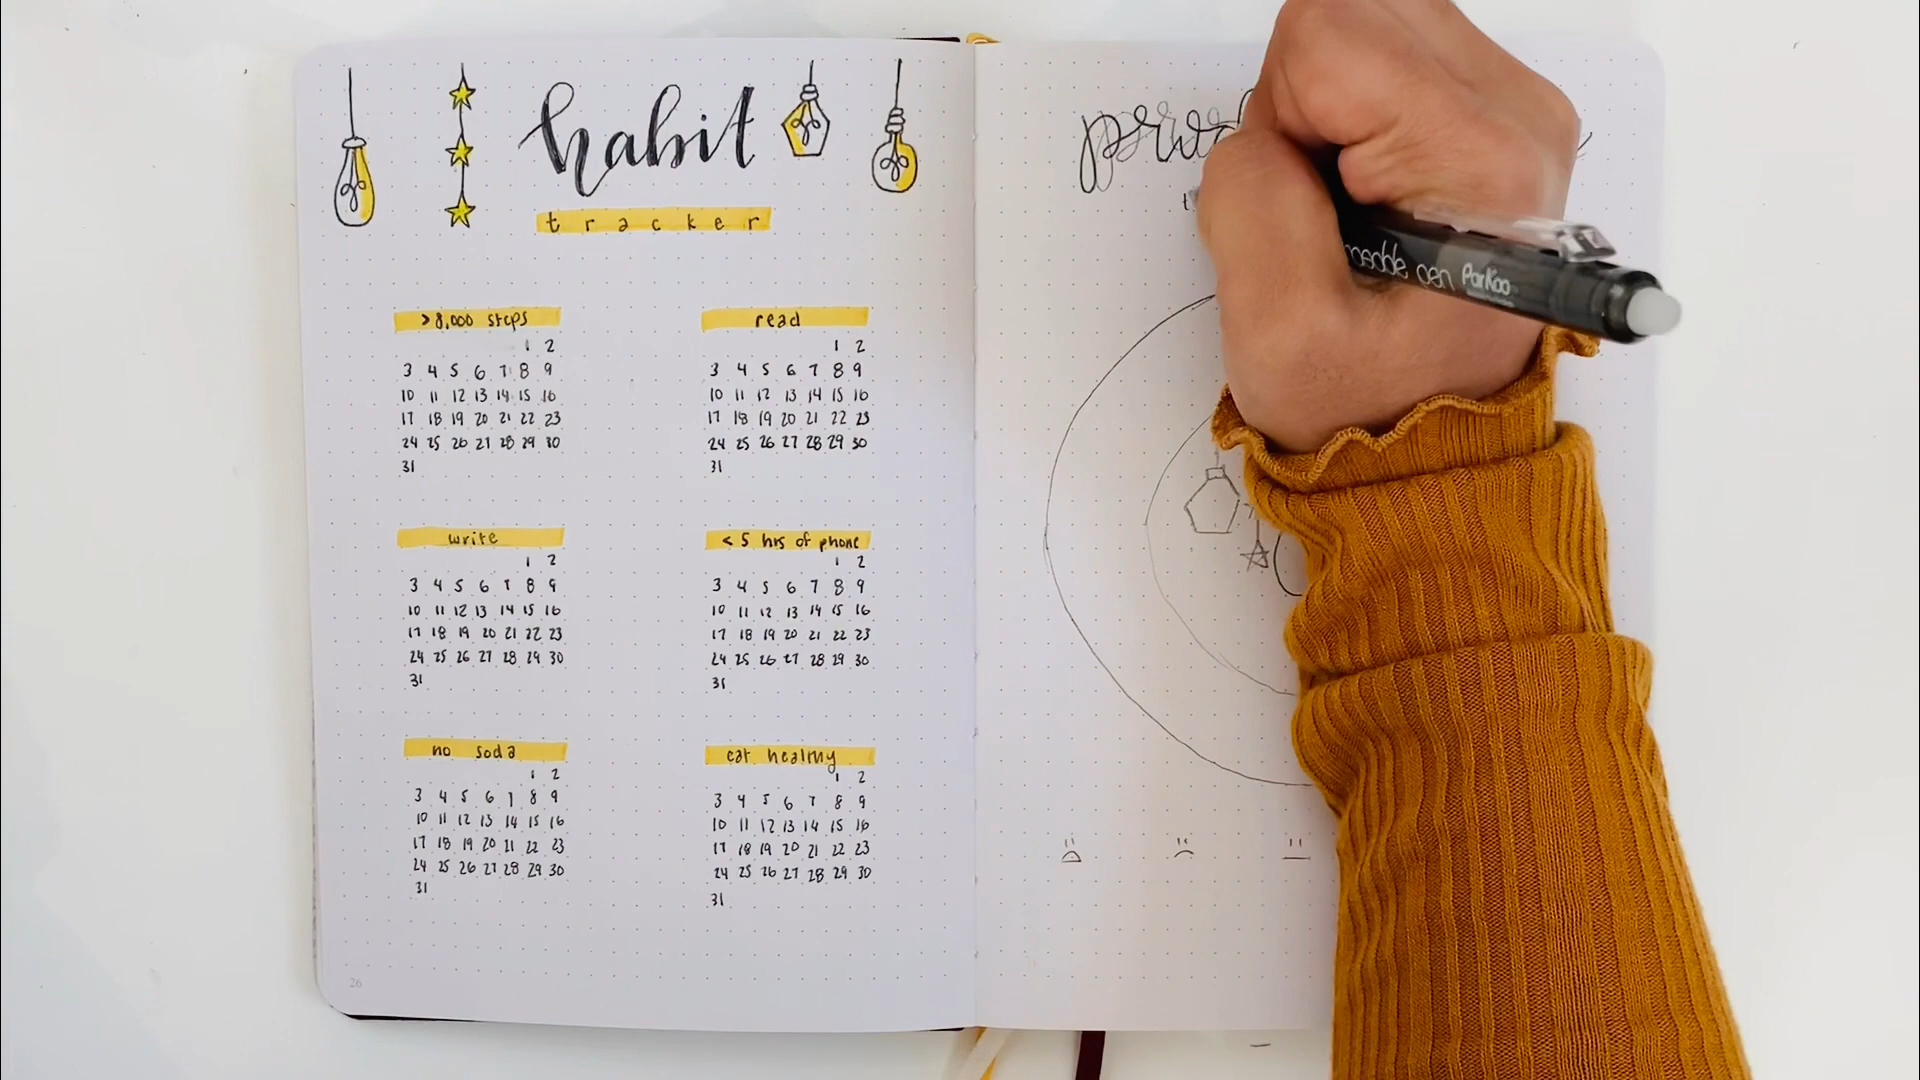 habit
tracker
> 8,000 steps
1 2
3 4 5 6 7 8 9
10 11 12 13 14 15 16
17 18 19 20 21 22 23
24 25 26 27 28 29 30
31
read
1 2
3 4 5 6 7 8 9
10 11 12 13 14 15 16
17 18 19 20 21 22 23
24 25 26 27 28 29 30
31
write
1 2
3 4 5 6 7 8 9
10 11 12 13 14 15 16
17 18 19 20 21 22 23
24 25 26 27 28 29 30
31
< 5 hrs of phone
1 2
3 4 5 6 7 8 9
10 11 12 13 14 15 16
17 18 19 20 21 22 23
24 25 26 27 28 29 30
31
no soda
1 2
3 4 5 6 7 8 9
10 11 12 13 14 15 16
17 18 19 20 21 22 23
24 25 26 27 28 29 30
31
eat healthy
1 2
3 4 5 6 7 8 9
10 11 12 13 14 15 16
17 18 19 20 21 22 23
24 25 26 27 28 29 30
31
26
pen ParKoo